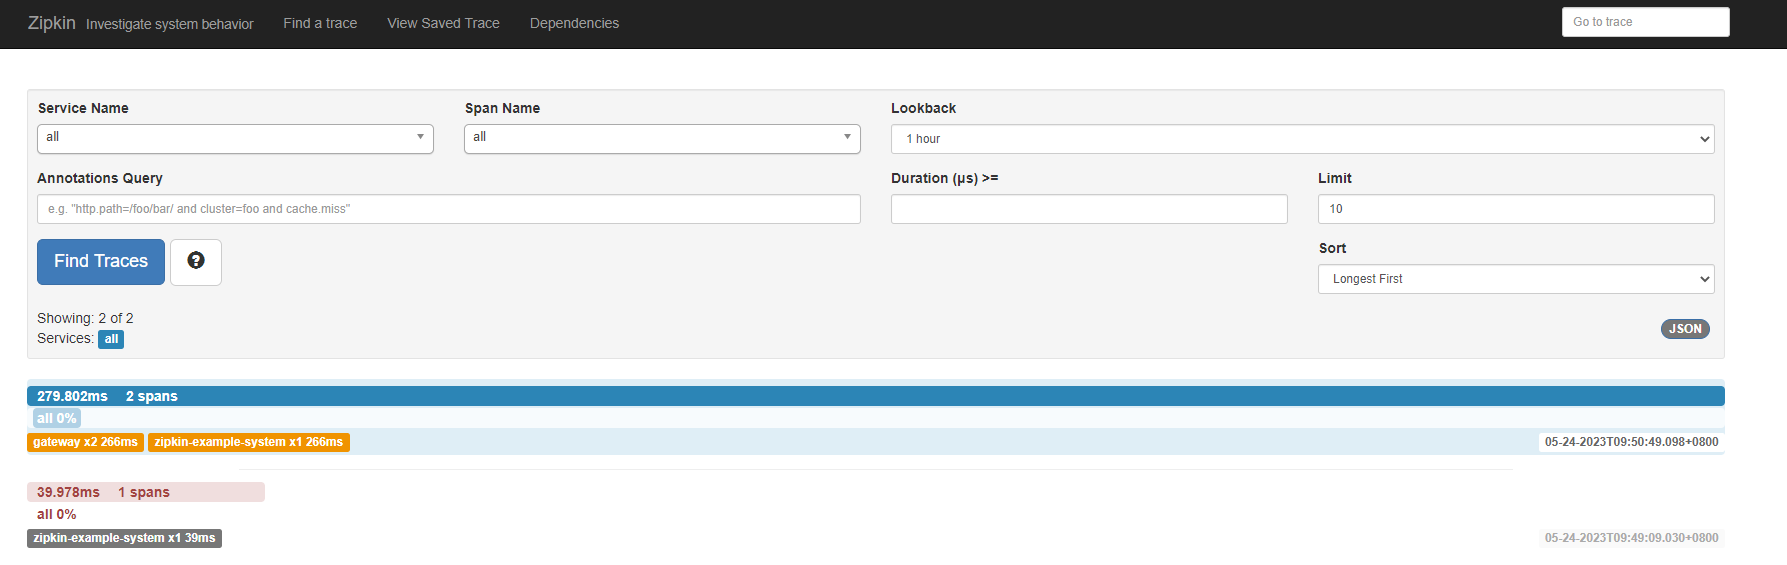 Zipkin Investigate system behavior Find a trace View Saved Trace Dependencies Go to trace
Service Name Span Name Lookback
all all 1 hour
Annotations Query Duration (μs) >= Limit
e.g. "http.path=/foo/bar/ and cluster=foo and cache.miss" 10
Find Traces ? Sort
Longest First
Showing: 2 of 2
Services: all JSON
279.802ms 2 spans
all 0%
gateway x2 266ms zipkin-example-system x1 266ms 05-24-2023T09:50:49.098+0800
39.978ms 1 spans
all 0%
zipkin-example-system x1 39ms 05-24-2023T09:49:09.030+0800